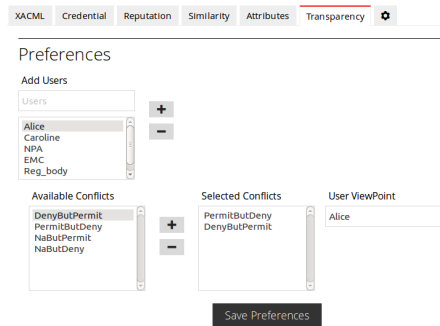 XACML Credential Reputation Similarity Attributes Transparency
Preferences
Add Users
Users
+
Alice
Caroline
NPA
EMC
Reg_body
−
Available Conflicts
DenyButPermit
PermitButDeny
NaButPermit
NaButDeny
+
−
Selected Conflicts
PermitButDeny
DenyButPermit
User ViewPoint
Alice
Save Preferences